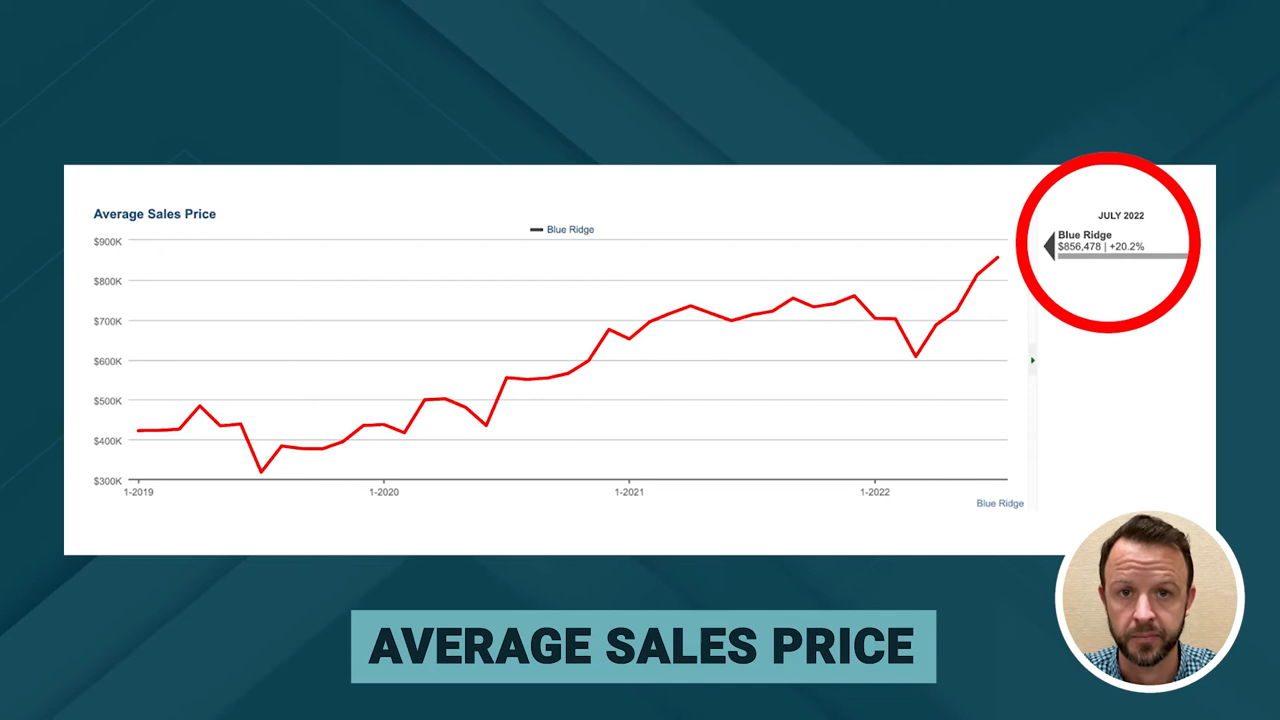 Average Sales Price
Blue Ridge
JULY 2022
Blue Ridge
$856,478 | +20.2%
$900K
$800K
$700K
$600K
$500K
$400K
$300K
1-2019
1-2020
1-2021
1-2022
Blue Ridge
AVERAGE SALES PRICE